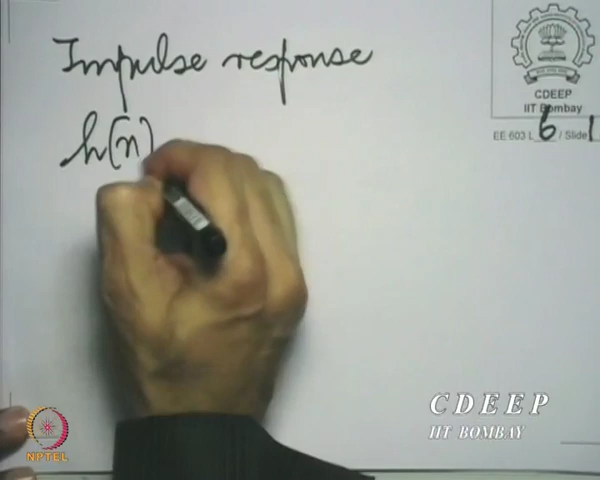 Impulse response
h[n]
CDEEP
IIT Bombay
EE 603 L 6 / Slide 1
CDEEP
IIT BOMBAY
NPTEL